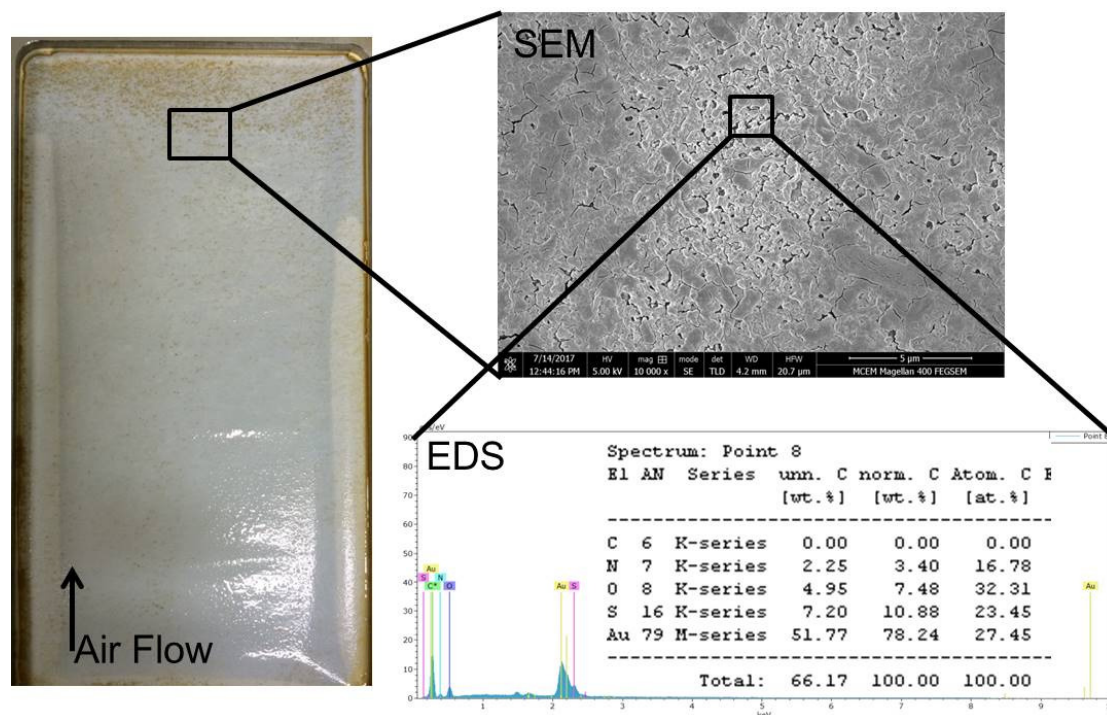 SEM
7/14/2017 HV mag mode det WD HFW 5 µm
12:44:16 PM 5.00 kV 10 000 x SE TLD 4.2 mm 20.7 µm MCEM Magellan 400 FEGSEM
Air Flow
EDS
Point 8
90
80
70
60
50
40
30
20
10
0
S Au C* N O Au S Au
1 2 3 4 5 6 7 8 9
keV
Spectrum: Point 8
El AN Series unn. C norm. C Atom. C E
[wt.%] [wt.%] [at.%]
C 6 K-series 0.00 0.00 0.00
N 7 K-series 2.25 3.40 16.78
O 8 K-series 4.95 7.48 32.31
S 16 K-series 7.20 10.88 23.45
Au 79 M-series 51.77 78.24 27.45
Total: 66.17 100.00 100.00